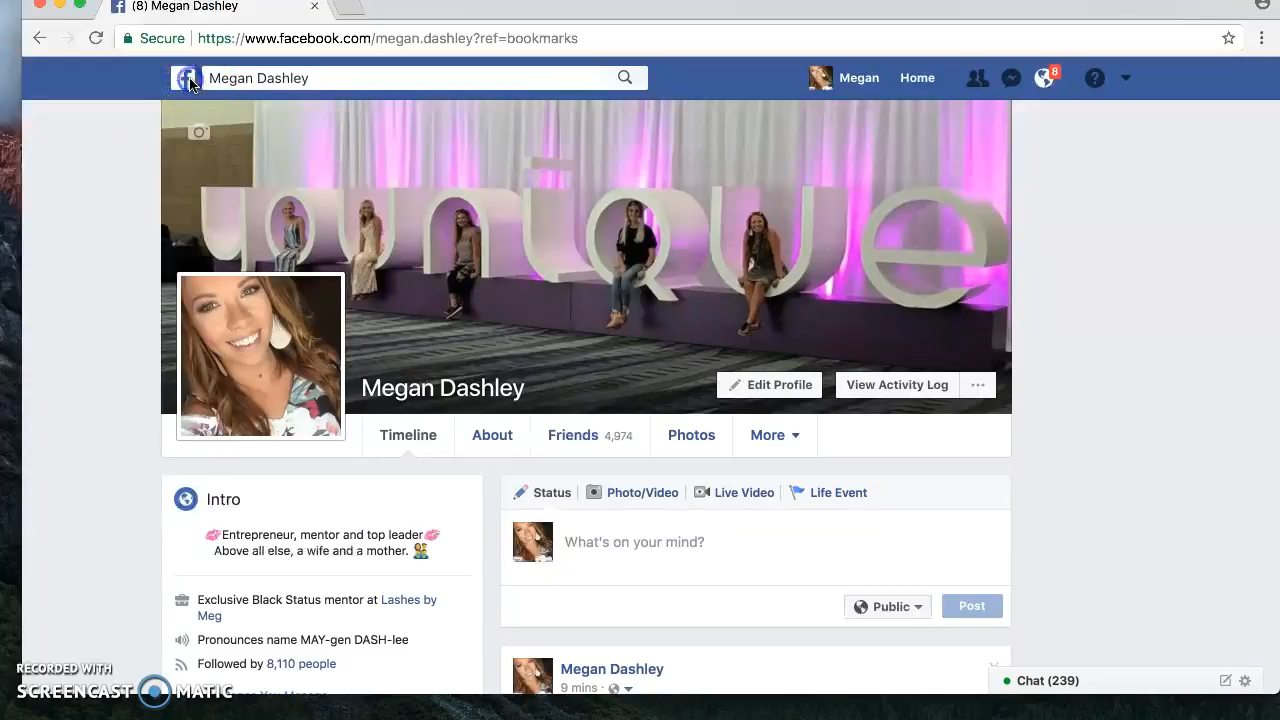 (8) Megan Dashley
Secure
https://www.facebook.com/megan.dashley?ref=bookmarks
Megan Dashley
Megan
Home
8
younique
Megan Dashley
Edit Profile
View Activity Log
Timeline
About
Friends 4,974
Photos
More
Intro
💋Entrepreneur, mentor and top leader💋
Above all else, a wife and a mother. 👫
Exclusive Black Status mentor at Lashes by
Meg
Pronounces name MAY-gen DASH-lee
Followed by 8,110 people
Status
Photo/Video
Live Video
Life Event
What's on your mind?
Public
Post
Megan Dashley
9 mins ·
Chat (239)
RECORDED WITH
SCREENCAST MATIC